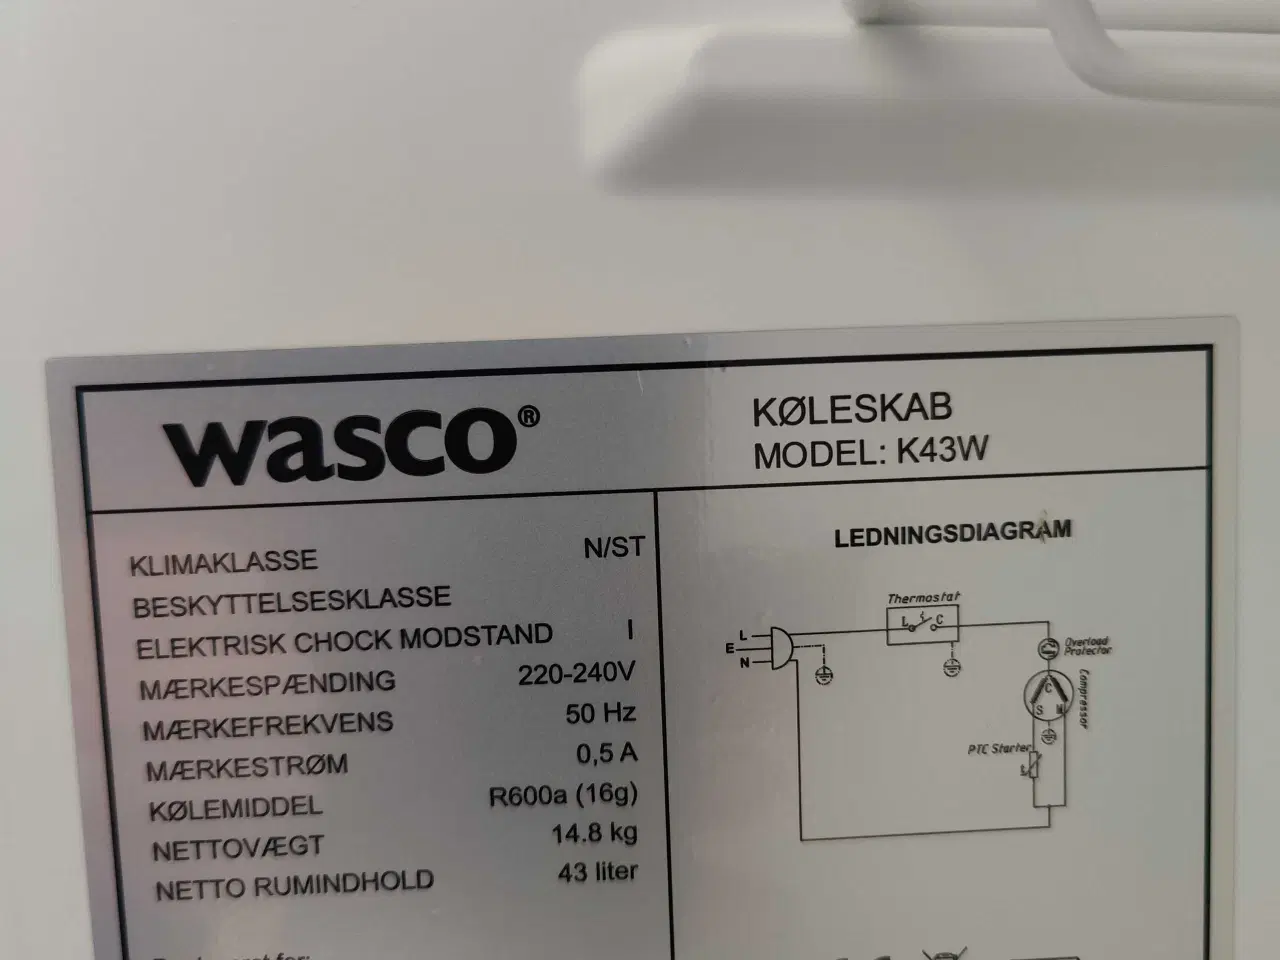 wasco®
KØLESKAB
MODEL: K43W
KLIMAKLASSE N/ST
BESKYTTELSESKLASSE
ELEKTRISK CHOCK MODSTAND I
MÆRKESPÆNDING 220-240V
MÆRKEFREKVENS 50 Hz
MÆRKESTRØM 0,5 A
KØLEMIDDEL R600a (16g)
NETTOVÆGT 14.8 kg
NETTO RUMINDHOLD 43 liter
LEDNINGSDIAGRAM
Thermostat
L C
L
E
N
Overload
Protector
Compressor
C
S M
PTC Starter